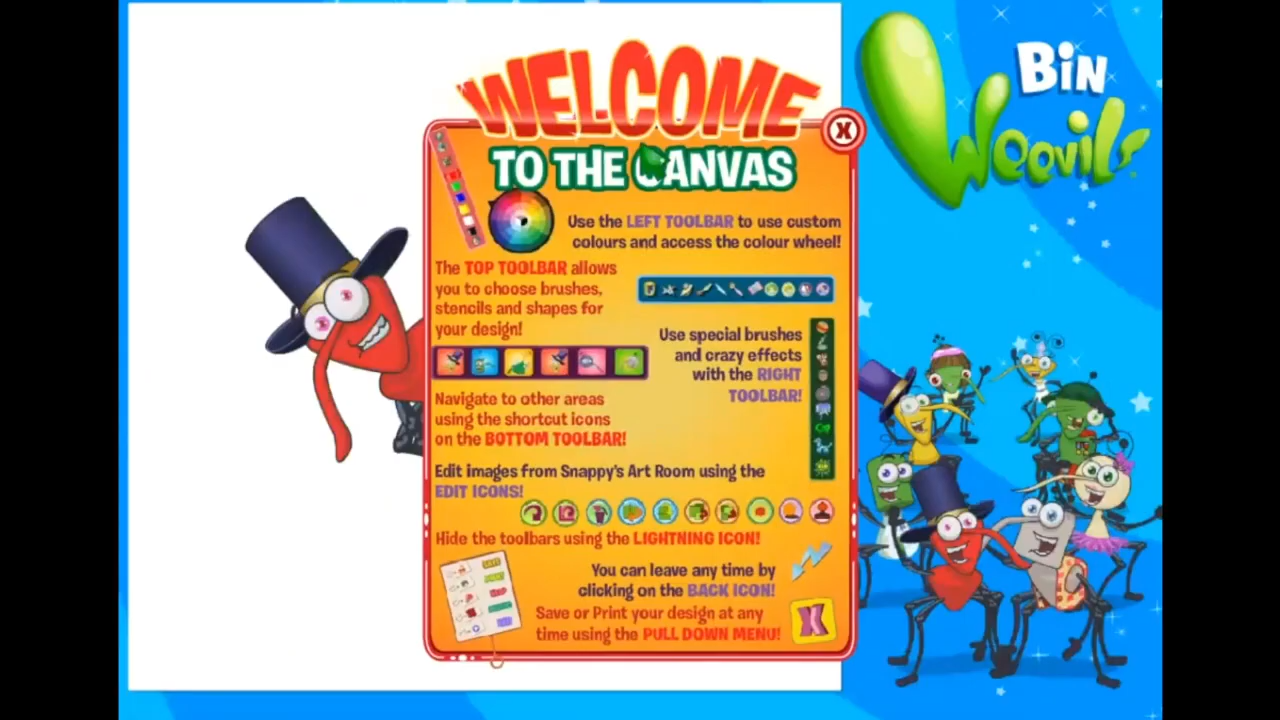 BiN
WeeviLs
WELCOME
X
TO THE CANVAS
Use the LEFT TOOLBAR to use custom
colours and access the colour wheel!
The TOP TOOLBAR allows
you to choose brushes,
stencils and shapes for
your design!
Use special brushes
and crazy effects
with the RIGHT
TOOLBAR!
Navigate to other areas
using the shortcut icons
on the BOTTOM TOOLBAR!
Edit images from Snappy's Art Room using the
EDIT ICONS!
Hide the toolbars using the LIGHTNING ICON!
You can leave any time by
clicking on the BACK ICON!
Save or Print your design at any
time using the PULL DOWN MENU!
SAVE
X